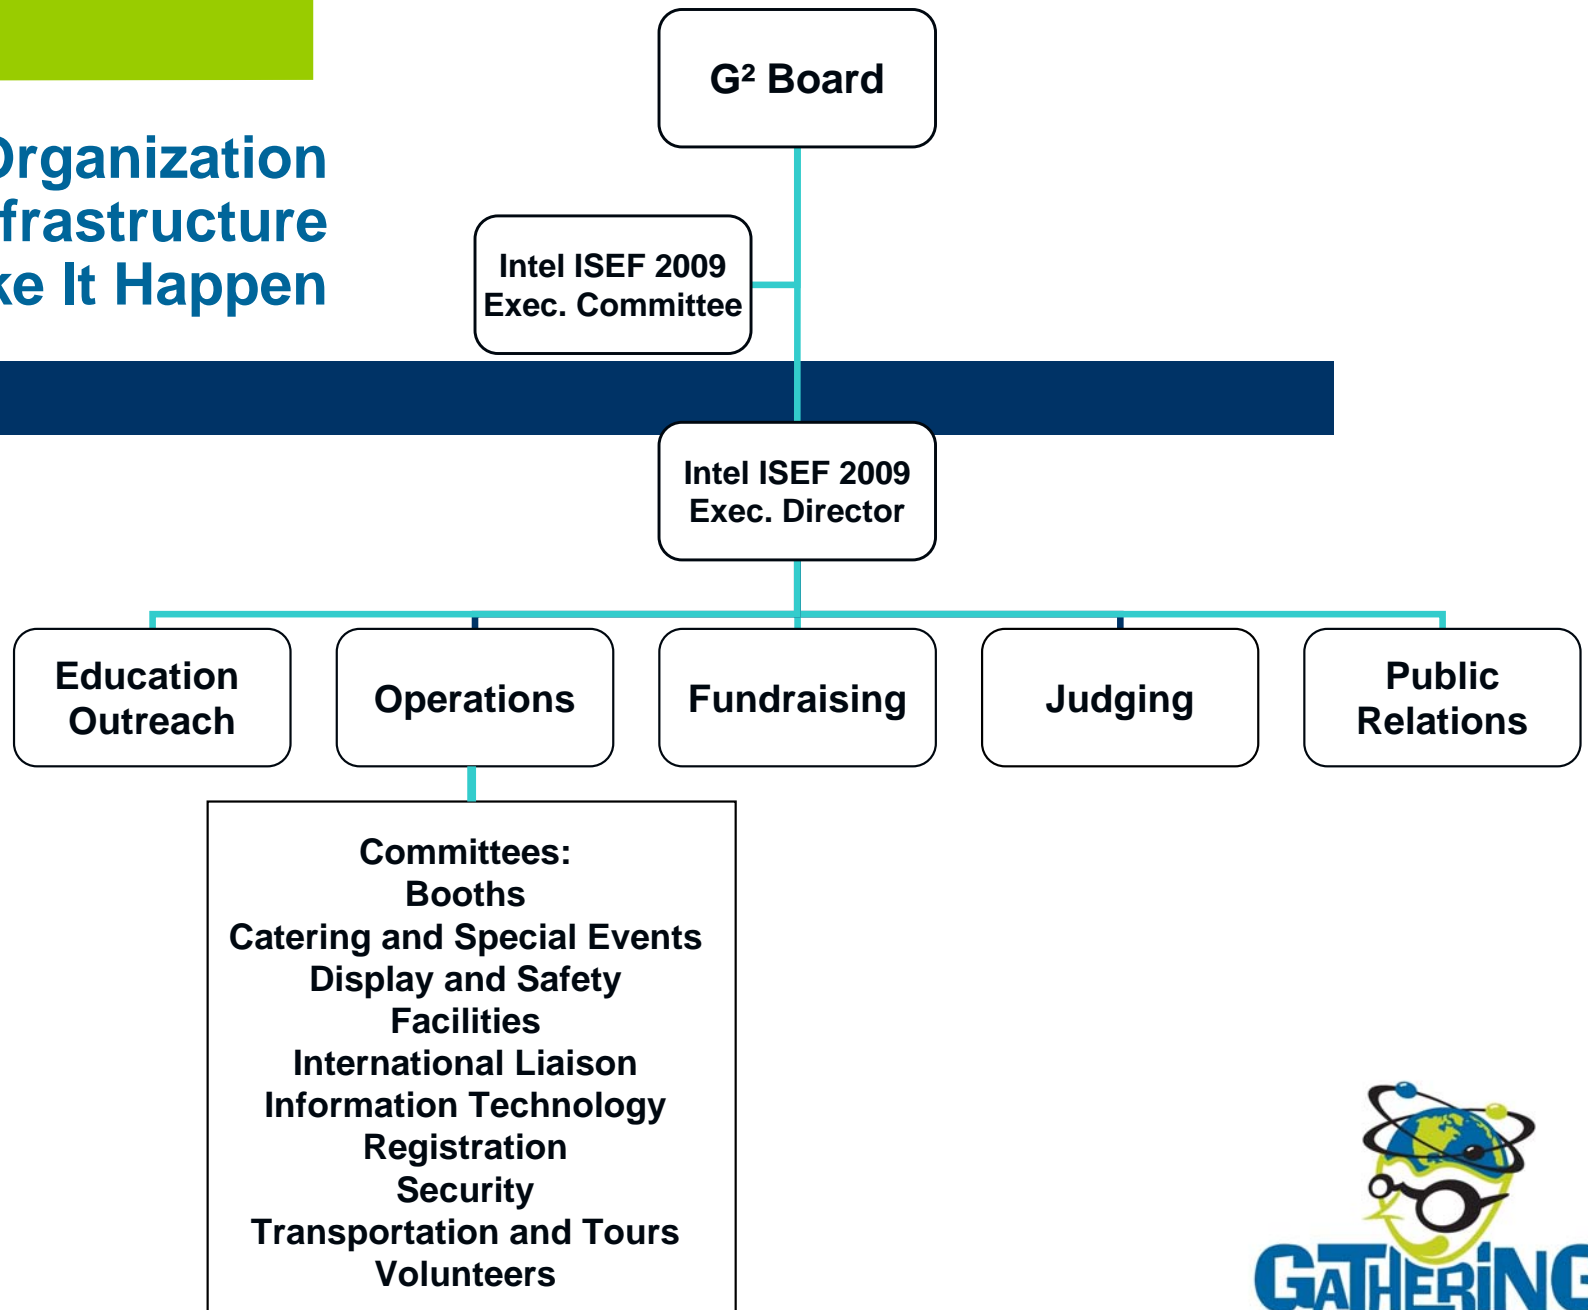 G² Board
Organization
frastructure
ke It Happen
Intel ISEF 2009
Exec. Committee
Intel ISEF 2009
Exec. Director
Education
Outreach
Operations
Fundraising
Judging
Public
Relations
Committees:
Booths
Catering and Special Events
Display and Safety
Facilities
International Liaison
Information Technology
Registration
Security
Transportation and Tours
Volunteers
GATHERING